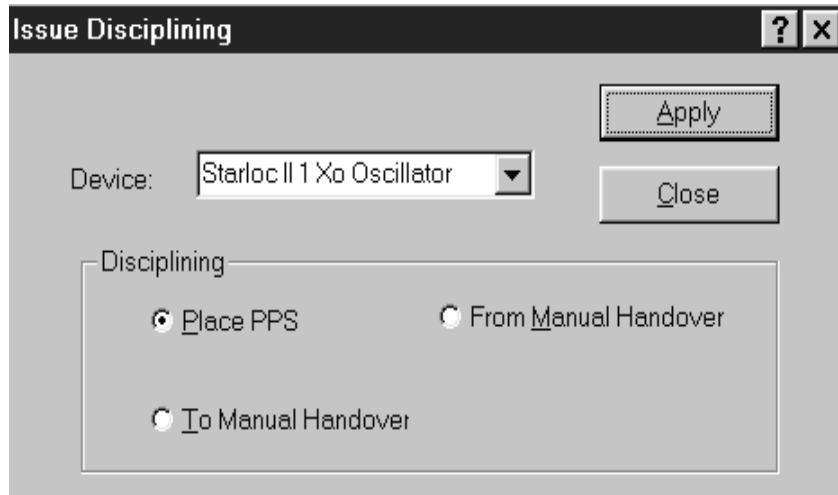 Issue Disciplining
? ×
Apply
Device:
Starloc II 1 Xo Oscillator
Close
Disciplining
Place PPS
From Manual Handover
To Manual Handover